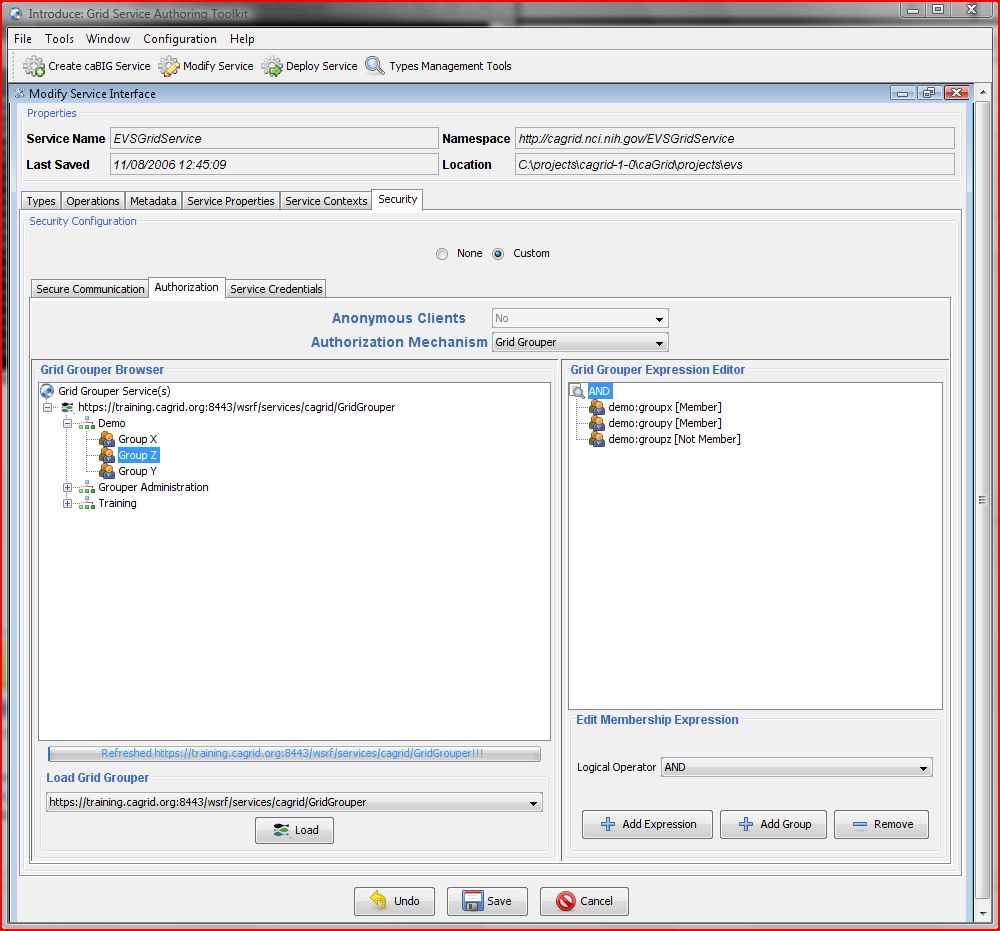 Introduce: Grid Service Authoring Toolkit
File Tools Window Configuration Help
Create caBIG Service Modify Service Deploy Service Types Management Tools
Modify Service Interface
Properties
Service Name EVSGridService Namespace http://cagrid.nci.nih.gov/EVSGridService
Last Saved 11/08/2006 12:45:09 Location C:\projects\cagrid-1-0\caGrid\projects\evs
Types Operations Metadata Service Properties Service Contexts Security
Security Configuration
None Custom
Secure Communication Authorization Service Credentials
Anonymous Clients No
Authorization Mechanism Grid Grouper
Grid Grouper Browser
Grid Grouper Service(s)
https://training.cagrid.org:8443/wsrf/services/cagrid/GridGrouper
Demo
Group X
Group Z
Group Y
Grouper Administration
Training
Refreshed https://training.cagrid.org:8443/wsrf/services/cagrid/GridGrouper!!!
Load Grid Grouper
https://training.cagrid.org:8443/wsrf/services/cagrid/GridGrouper
Load
Grid Grouper Expression Editor
AND
demo:groupx [Member]
demo:groupy [Member]
demo:groupz [Not Member]
Edit Membership Expression
Logical Operator AND
Add Expression Add Group Remove
Undo Save Cancel